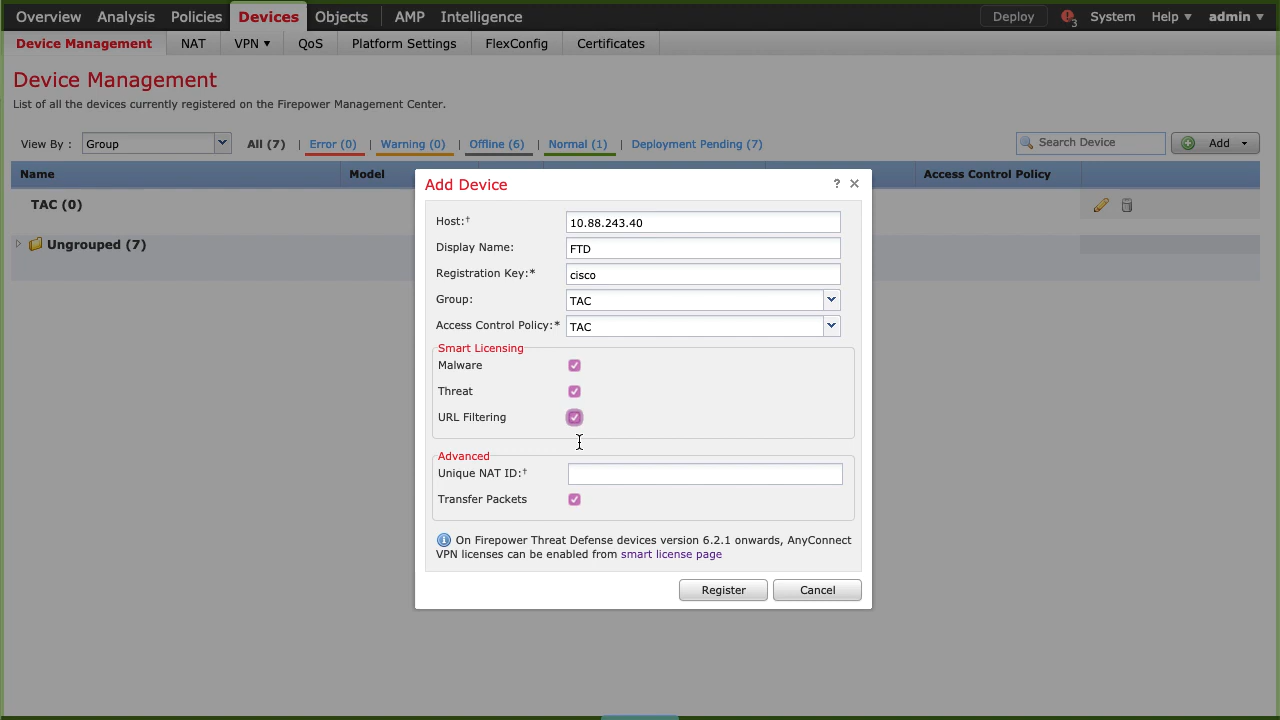 Overview Analysis Policies Devices Objects AMP Intelligence Deploy 3 System Help ▾ admin ▾
Device Management NAT VPN ▾ QoS Platform Settings FlexConfig Certificates
Device Management
List of all the devices currently registered on the Firepower Management Center.
View By : Group All (7) | Error (0) | Warning (0) | Offline (6) | Normal (1) | Deployment Pending (7) Search Device Add
Name Model Access Control Policy
TAC (0)
Ungrouped (7)
Add Device ?
Host:† 10.88.243.40
Display Name: FTD
Registration Key:* cisco
Group: TAC
Access Control Policy:* TAC
Smart Licensing
Malware
Threat
URL Filtering
Advanced
Unique NAT ID:†
Transfer Packets
On Firepower Threat Defense devices version 6.2.1 onwards, AnyConnect
VPN licenses can be enabled from smart license page
Register Cancel